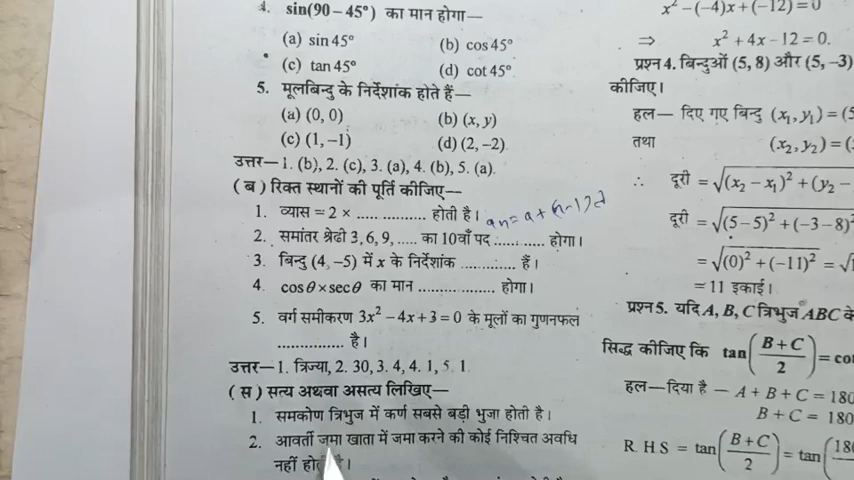 4. sin(90 – 45°) का मान होगा—
(a) sin 45° (b) cos 45°
(c) tan 45° (d) cot 45°
5. मूलबिन्दु के निर्देशांक होते हैं—
(a) (0, 0) (b) (x, y)
(c) (1, –1) (d) (2, –2).
उत्तर— 1. (b), 2. (c), 3. (a), 4. (b), 5. (a).
( ब ) रिक्त स्थानों की पूर्ति कीजिए—
1. व्यास = 2 × ..... ............. होती है। an = a + (n-1)d
2. समांतर श्रेढी 3, 6, 9, ..... का 10वाँ पद ............ होगा।
3. बिन्दु (4, –5) में x के निर्देशांक ............. हैं।
4. cos θ × sec θ का मान .................. होगा।
5. वर्ग समीकरण 3x² – 4x + 3 = 0 के मूलों का गुणनफल
............... है।
उत्तर— 1. त्रिज्या, 2. 30, 3. 4, 4. 1, 5. 1
( स ) सत्य अथवा असत्य लिखिए—
1. समकोण त्रिभुज में कर्ण सबसे बड़ी भुजा होती है।
2. आवर्ती जमा खाता में जमा करने की कोई निश्चित अवधि
नहीं
x² – (–4)x + (–12) = 0
⇒ x² + 4x – 12 = 0.
प्रश्न 4. बिन्दुओं (5, 8) और (5, –3)
कीजिए।
हल— दिए गए बिन्दु (x₁, y₁) = (5
तथा (x₂, y₂) = (
∴ दूरी = √(x₂ – x₁)² + (y₂ –
दूरी = √(5 – 5)² + (–3 – 8)²
= √(0)² + (–11)² = √
= 11 इकाई।
प्रश्न 5. यदि A, B, C त्रिभुज ABC के
सिद्ध कीजिए कि tan((B + C)/2) = co
हल—दिया है – A + B + C = 180
B + C = 180
R. H S = tan((B + C)/2) = tan(